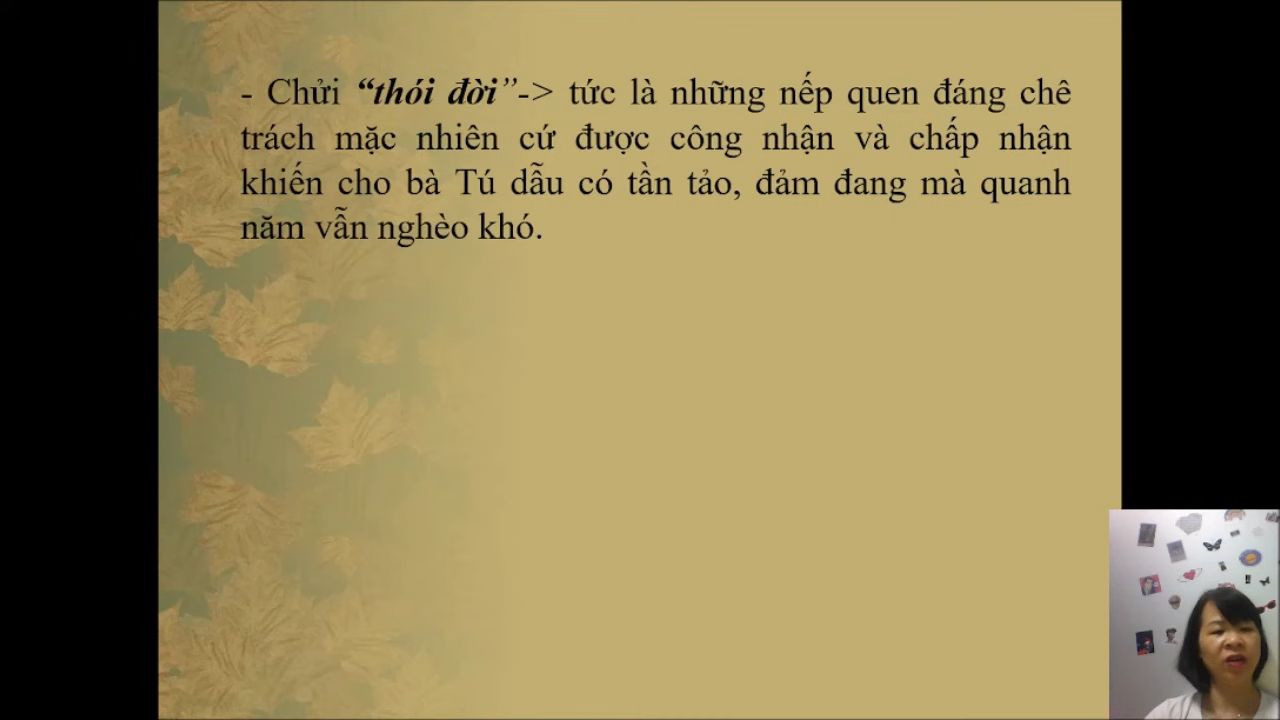 - Chửi “thói đời”-> tức là những nếp quen đáng chê
trách mặc nhiên cứ được công nhận và chấp nhận
khiến cho bà Tú dẫu có tần tảo, đảm đang mà quanh
năm vẫn nghèo khó.